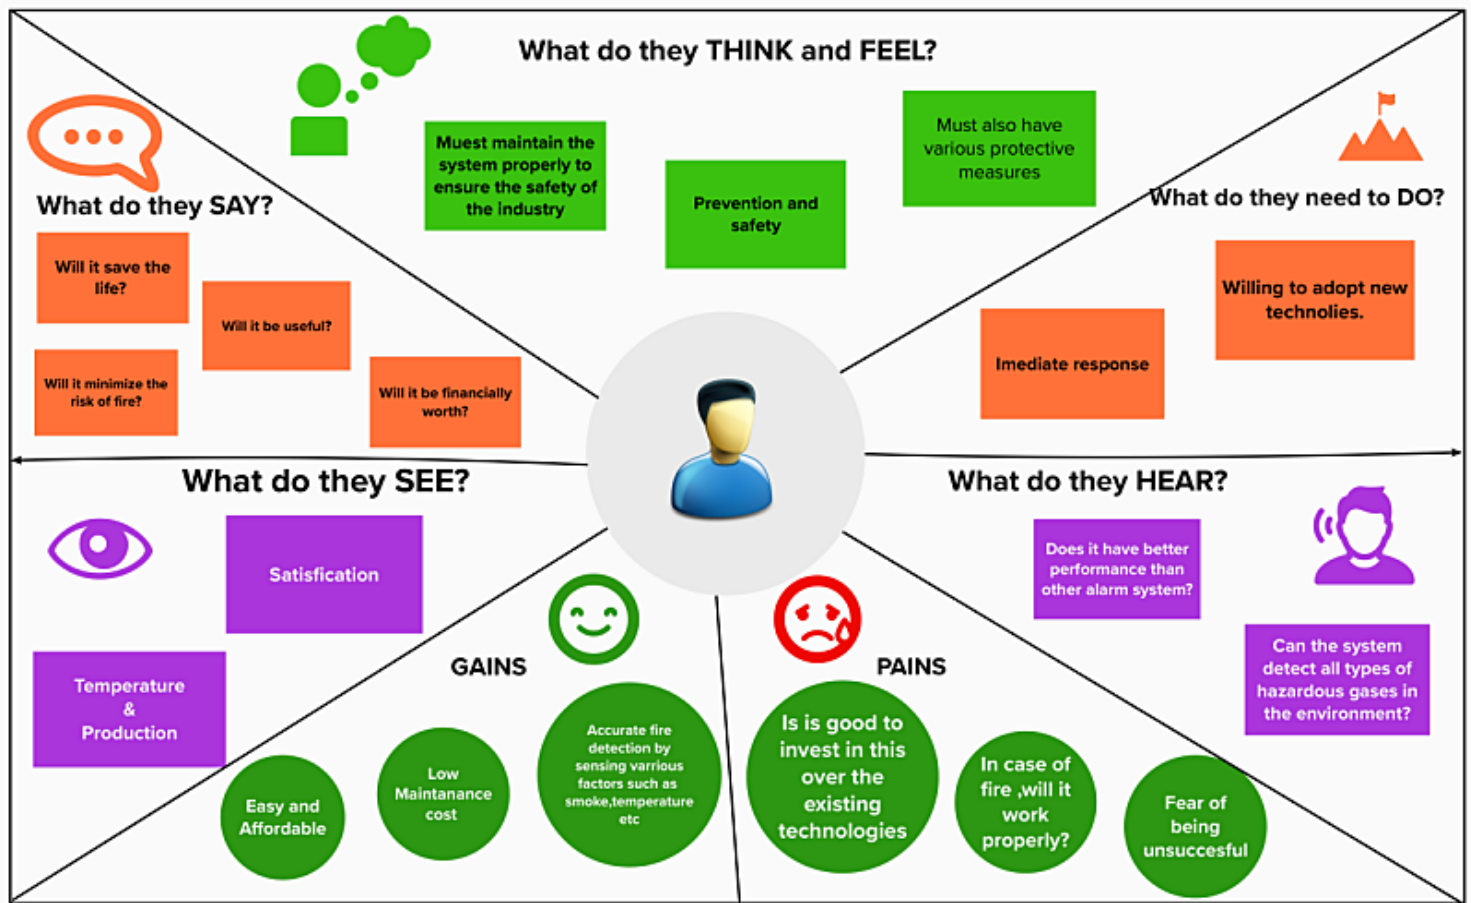 What do they THINK and FEEL?
Muest maintain the
system properly to
ensure the safety of
the industry
Prevention and
safety
Must also have
various protective
measures
What do they SAY?
Will it save the
life?
Will it be useful?
Will it minimize the
risk of fire?
Will it be financially
worth?
What do they need to DO?
Willing to adopt new
technolies.
Imediate response
What do they SEE?
Satisfication
Temperature
&
Production
What do they HEAR?
Does it have better
performance than
other alarm system?
Can the system
detect all types of
hazardous gases in
the environment?
GAINS
Easy and
Affordable
Low
Maintanance
cost
Accurate fire
detection by
sensing varrious
factors such as
smoke,temperature
etc
PAINS
Is is good to
invest in this
over the
existing
technologies
In case of
fire ,will it
work
properly?
Fear of
being
unsuccesful